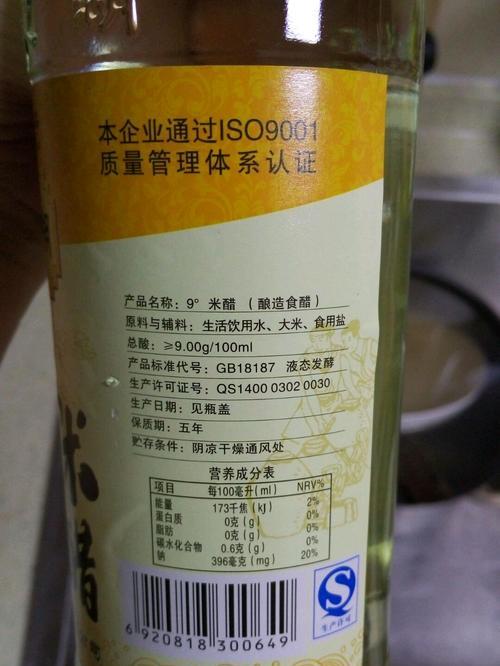 本企业通过ISO9001
质量管理体系认证
产品名称：9° 米醋 （酿造食醋）
原料与辅料：生活饮用水、大米、食用盐
总酸：≥9.00g/100ml
产品标准代号：GB18187 液态发酵
生产许可证号：QS1400 0302 0030
生产日期：见瓶盖
保质期：五年
贮存条件：阴凉干燥通风处
营养成分表
项目 每100毫升(ml) NRV%
能量 173千焦(kj) 2%
蛋白质 0克(g) 0%
脂肪 0克(g) 0%
碳水化合物 0.6克(g) 0%
钠 396毫克(mg) 20%
6 920818 300649
QS
生产许可
米醋